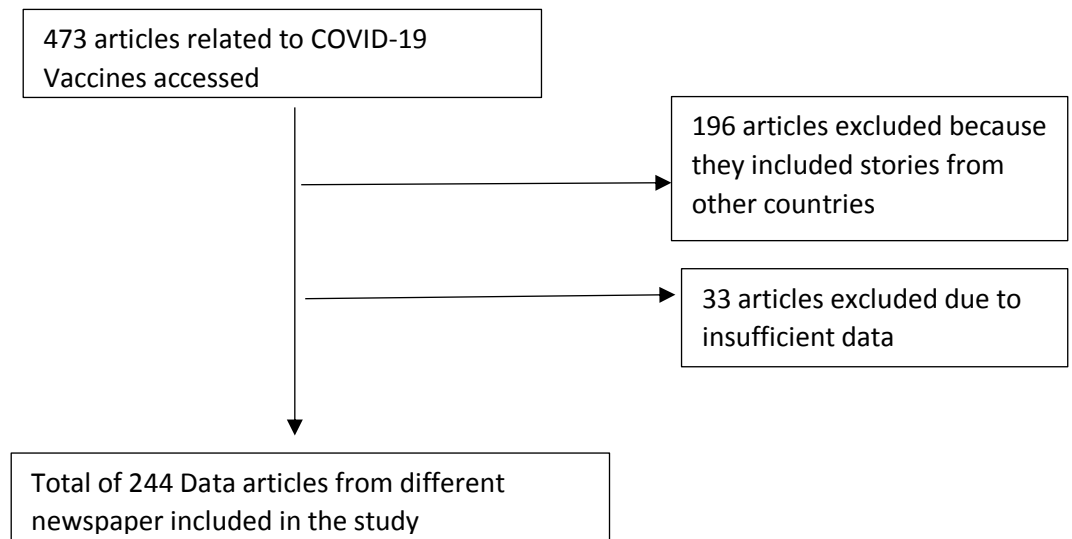 473 articles related to COVID-19
Vaccines accessed
196 articles excluded because
they included stories from
other countries
33 articles excluded due to
insufficient data
Total of 244 Data articles from different
newspaper included in the study